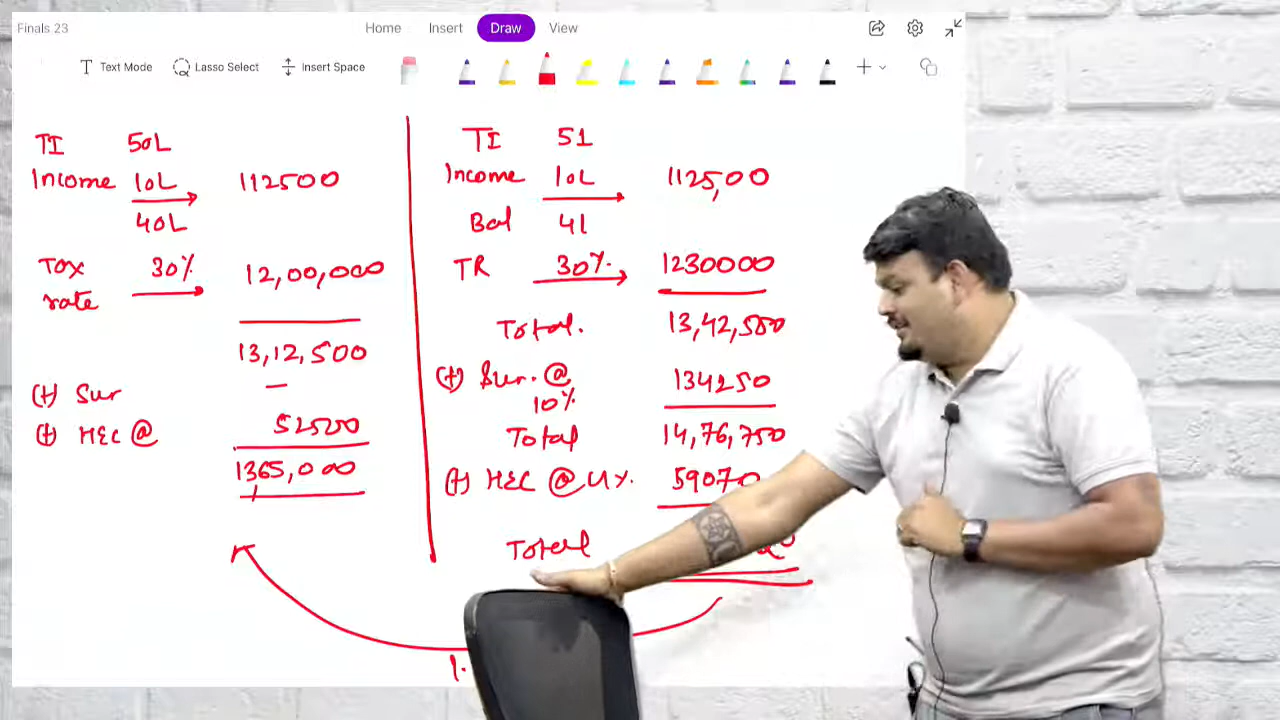 Finals 23
Home Insert Draw View
Text Mode Lasso Select Insert Space
TI 50L
Income 10L 112500
40L
Tax 30% 12,00,000
rate
13,12,500
(+) Sur —
(+) HEC @ 52500
1365,000
TI 51
Income 10L 1125,00
Bal 41
TR 30%. 1230000
Total. 13,42,500
(+) Sur. @ 134250
10%
Total 14,76,750
(+) HEC @ 4%. 59070
Total